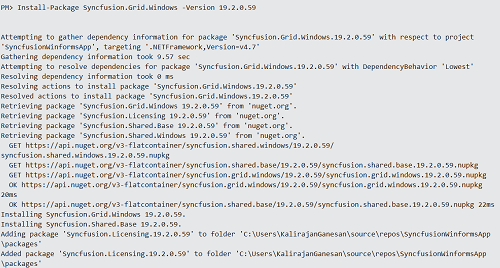 PM> Install-Package Syncfusion.Grid.Windows -Version 19.2.0.59
Attempting to gather dependency information for package 'Syncfusion.Grid.Windows.19.2.0.59' with respect to project
'SyncfusionWinformsApp', targeting '.NETFramework,Version=v4.7'
Gathering dependency information took 9.57 sec
Attempting to resolve dependencies for package 'Syncfusion.Grid.Windows.19.2.0.59' with DependencyBehavior 'Lowest'
Resolving dependency information took 0 ms
Resolving actions to install package 'Syncfusion.Grid.Windows.19.2.0.59'
Resolved actions to install package 'Syncfusion.Grid.Windows.19.2.0.59'
Retrieving package 'Syncfusion.Grid.Windows 19.2.0.59' from 'nuget.org'.
Retrieving package 'Syncfusion.Licensing 19.2.0.59' from 'nuget.org'.
Retrieving package 'Syncfusion.Shared.Base 19.2.0.59' from 'nuget.org'.
Retrieving package 'Syncfusion.Shared.Windows 19.2.0.59' from 'nuget.org'.
GET https://api.nuget.org/v3-flatcontainer/syncfusion.shared.windows/19.2.0.59/
syncfusion.shared.windows.19.2.0.59.nupkg
GET https://api.nuget.org/v3-flatcontainer/syncfusion.shared.base/19.2.0.59/syncfusion.shared.base.19.2.0.59.nupkg
GET https://api.nuget.org/v3-flatcontainer/syncfusion.grid.windows/19.2.0.59/syncfusion.grid.windows.19.2.0.59.nupkg
OK https://api.nuget.org/v3-flatcontainer/syncfusion.grid.windows/19.2.0.59/syncfusion.grid.windows.19.2.0.59.nupkg
20ms
OK https://api.nuget.org/v3-flatcontainer/syncfusion.shared.base/19.2.0.59/syncfusion.shared.base.19.2.0.59.nupkg 22ms
Installing Syncfusion.Grid.Windows 19.2.0.59.
Installing Syncfusion.Shared.Base 19.2.0.59.
Adding package 'Syncfusion.Licensing.19.2.0.59' to folder 'C:\Users\KalirajanGanesan\source\repos\SyncfusionWinformsApp
\packages'
Added package 'Syncfusion.Licensing.19.2.0.59' to folder 'C:\Users\KalirajanGanesan\source\repos\SyncfusionWinformsApp
\packages'